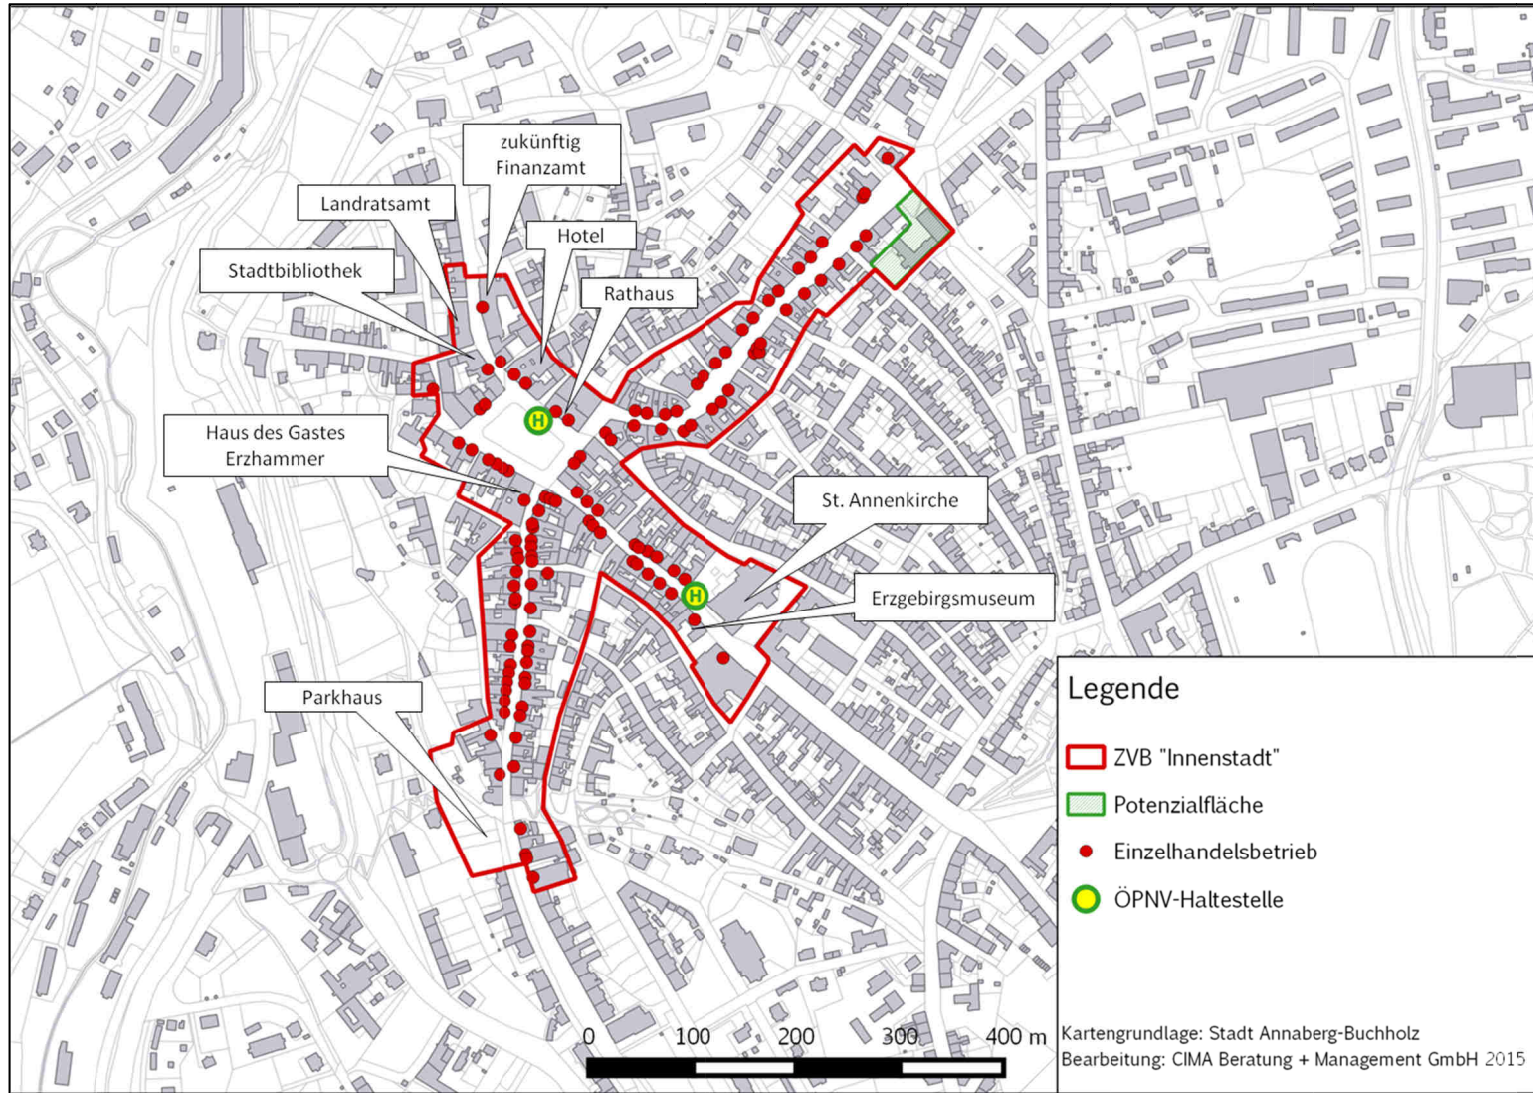 zukünftig
Finanzamt
Landratsamt
Hotel
Stadtbibliothek
Rathaus
Haus des Gastes
Erzhammer
St. Annenkirche
Erzgebirgsmuseum
Parkhaus
H
H
Legende
ZVB "Innenstadt"
Potenzialfläche
Einzelhandelsbetrieb
H ÖPNV-Haltestelle
0 100 200 300 400 m
Kartengrundlage: Stadt Annaberg-Buchholz
Bearbeitung: CIMA Beratung + Management GmbH 2015